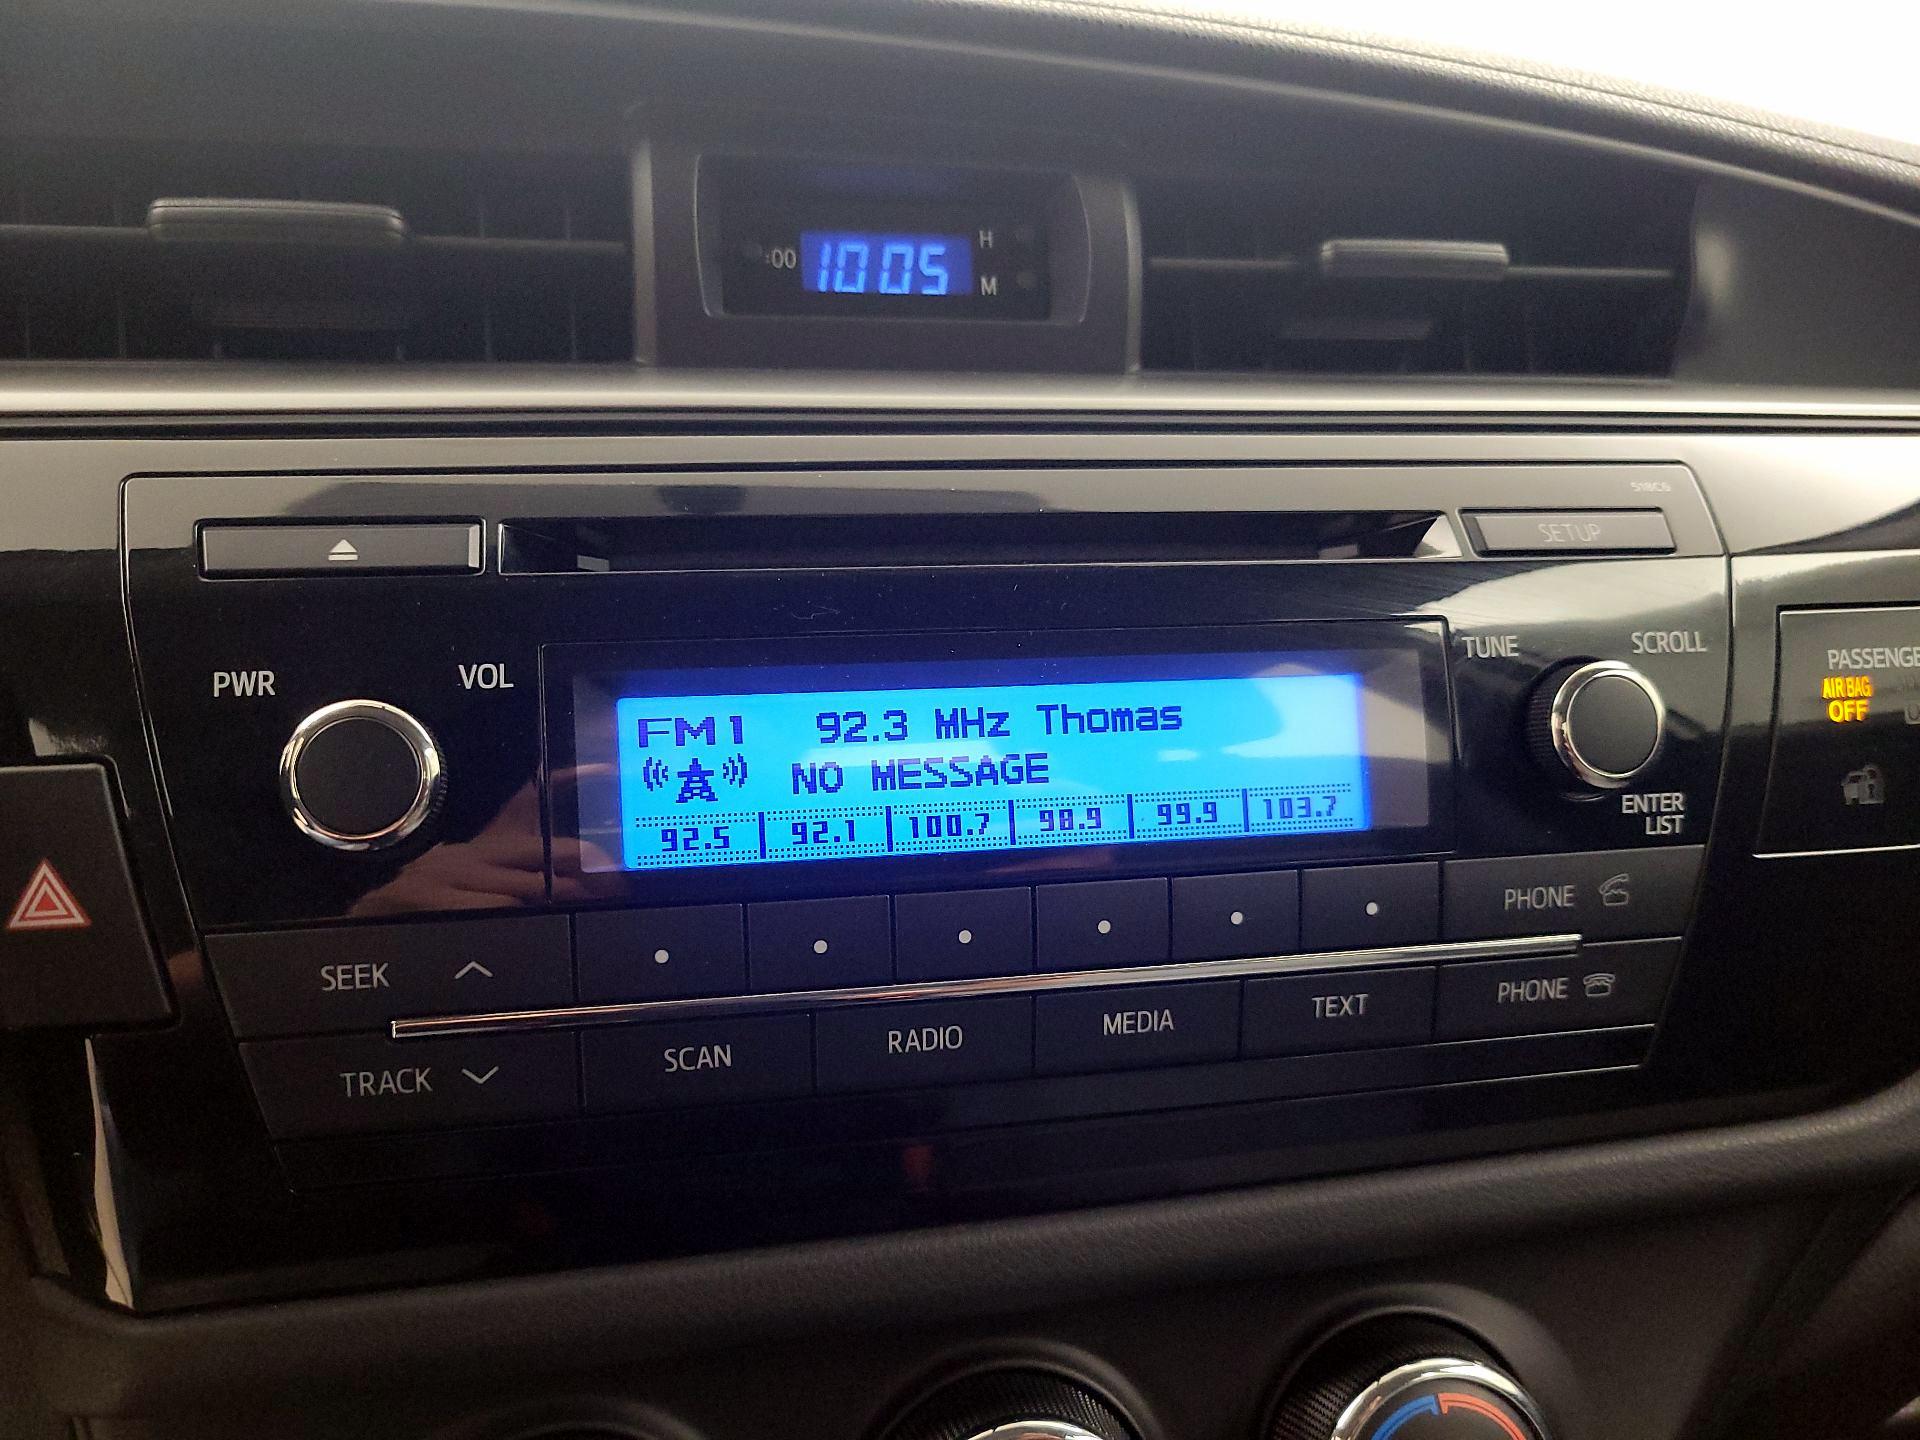 :00 10:05 H
M
518C6
SETUP
PWR VOL
TUNE SCROLL
FM1 92.3 MHz Thomas
NO MESSAGE
92.5 92.1 100.7 98.9 99.9 103.7
ENTER
LIST
PASSENGE
AIR BAG
OFF
SEEK
PHONE
TRACK SCAN RADIO MEDIA TEXT PHONE